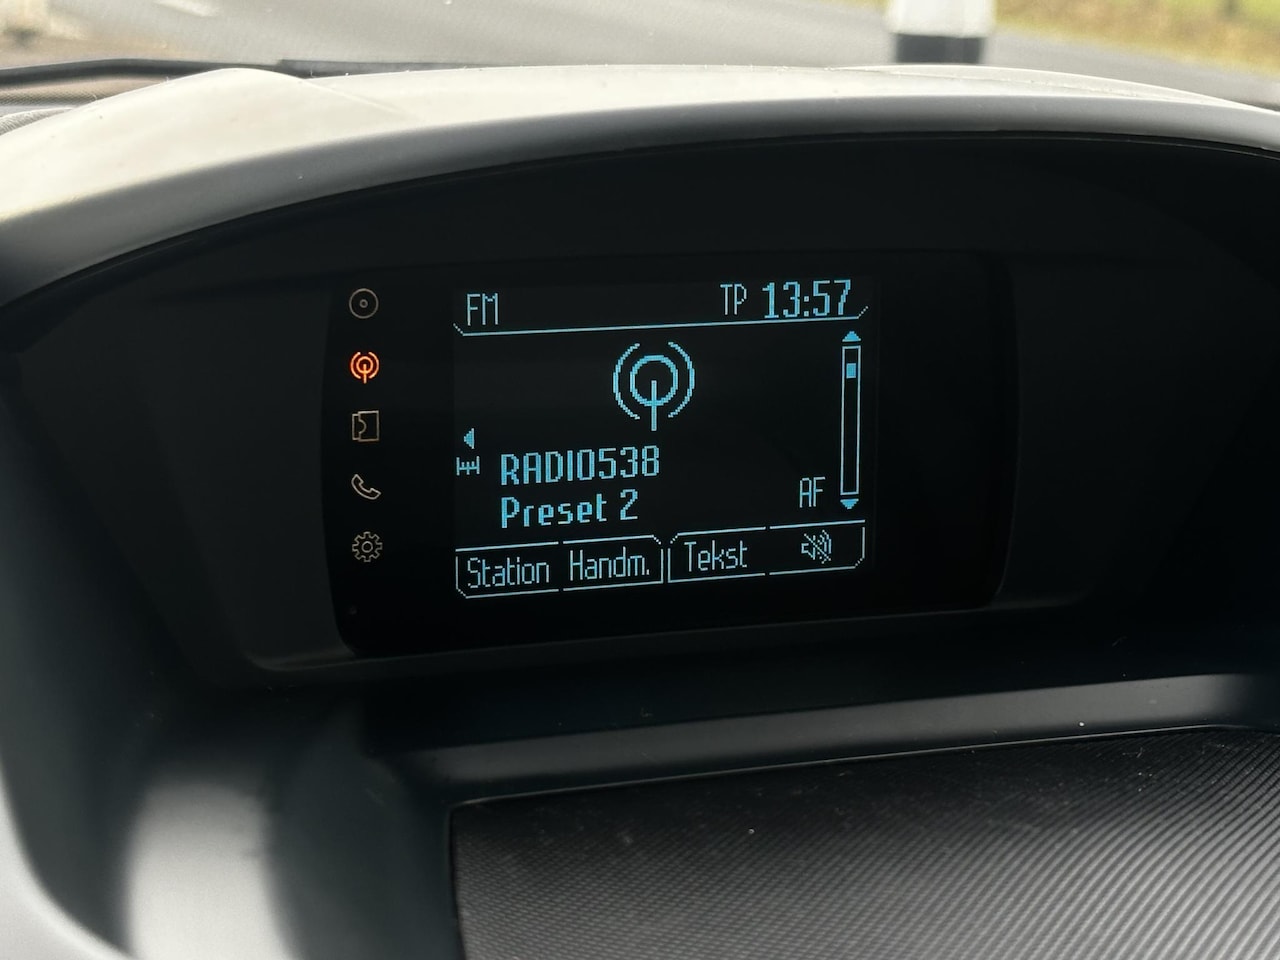 FM TP 13:57
RADIO538
Preset 2 AF
Station Handm. Tekst